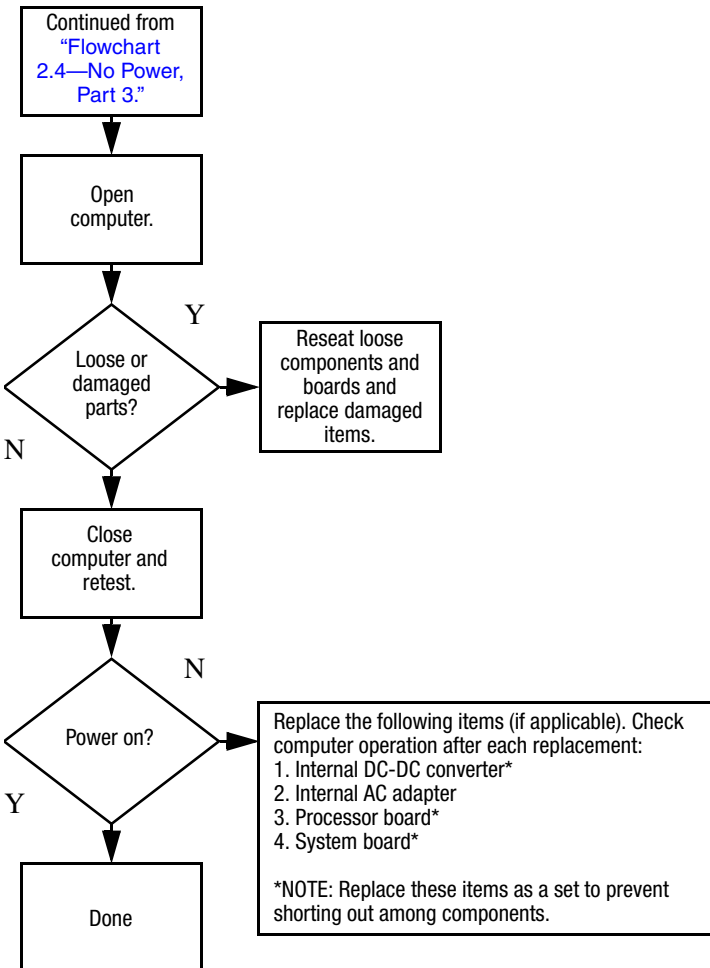 Continued from
“Flowchart
2.4—No Power,
Part 3.”
Open
computer.
Y
Loose or
damaged
parts?
Reseat loose
components and
boards and
replace damaged
items.
N
Close
computer and
retest.
N
Power on?
Replace the following items (if applicable). Check
computer operation after each replacement:
1. Internal DC-DC converter*
2. Internal AC adapter
3. Processor board*
4. System board*
*NOTE: Replace these items as a set to prevent
shorting out among components.
Y
Done